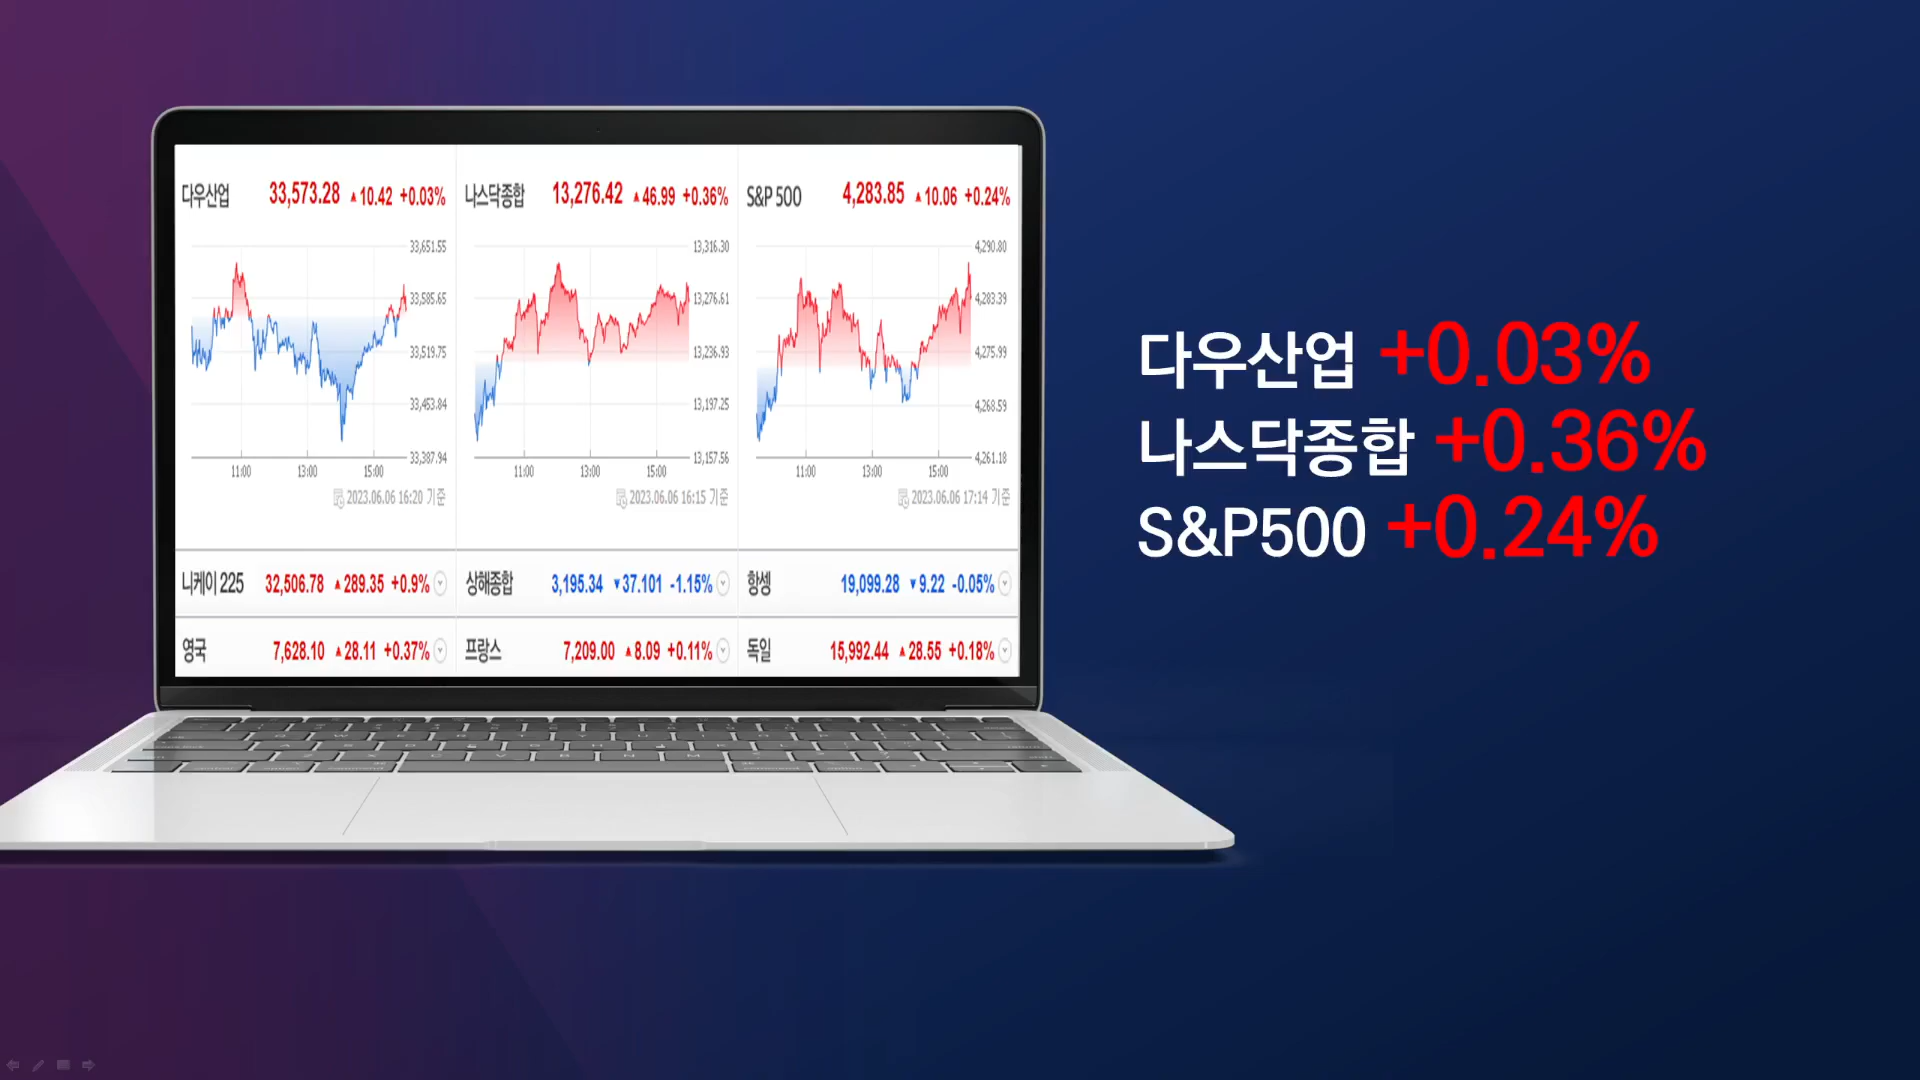 다우산업 33,573.28 ▲10.42 +0.03%
33,651.55
33,585.65
33,519.75
33,453.84
33,387.94
11:00 13:00 15:00
2023.06.06 16:20 기준
나스닥종합 13,276.42 ▲46.99 +0.36%
13,316.30
13,276.61
13,236.93
13,197.25
13,157.56
11:00 13:00 15:00
2023.06.06 16:15 기준
S&P 500 4,283.85 ▲10.06 +0.24%
4,290.80
4,283.39
4,275.99
4,268.59
4,261.18
11:00 13:00 15:00
2023.06.06 17:14 기준
니케이 225 32,506.78 ▲289.35 +0.9%
상해종합 3,195.34 ▼37.101 -1.15%
항셍 19,099.28 ▼9.22 -0.05%
영국 7,628.10 ▲28.11 +0.37%
프랑스 7,209.00 ▲8.09 +0.11%
독일 15,992.44 ▲28.55 +0.18%
다우산업 +0.03%
나스닥종합 +0.36%
S&P500 +0.24%